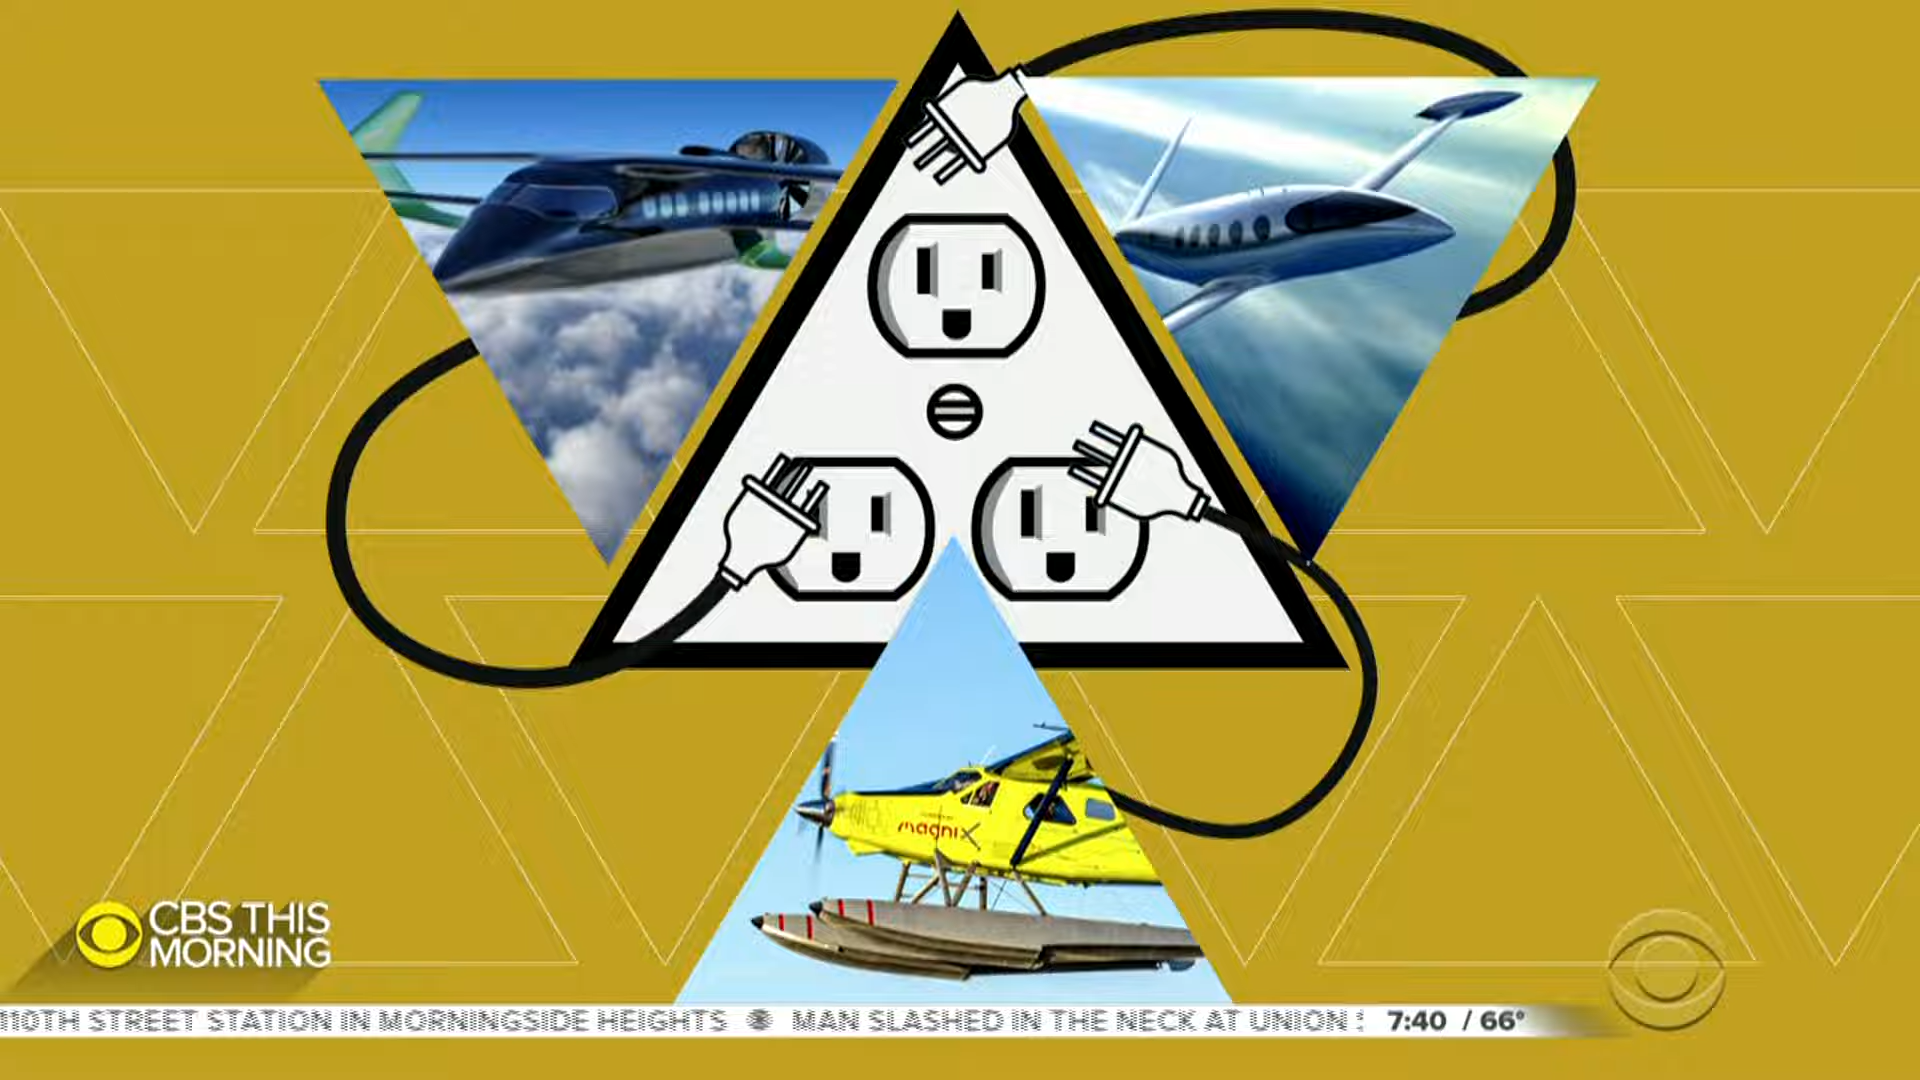 magniX
CBS THIS
MORNING
110TH STREET STATION IN MORNINGSIDE HEIGHTS MAN SLASHED IN THE NECK AT UNION
7:40 / 66°